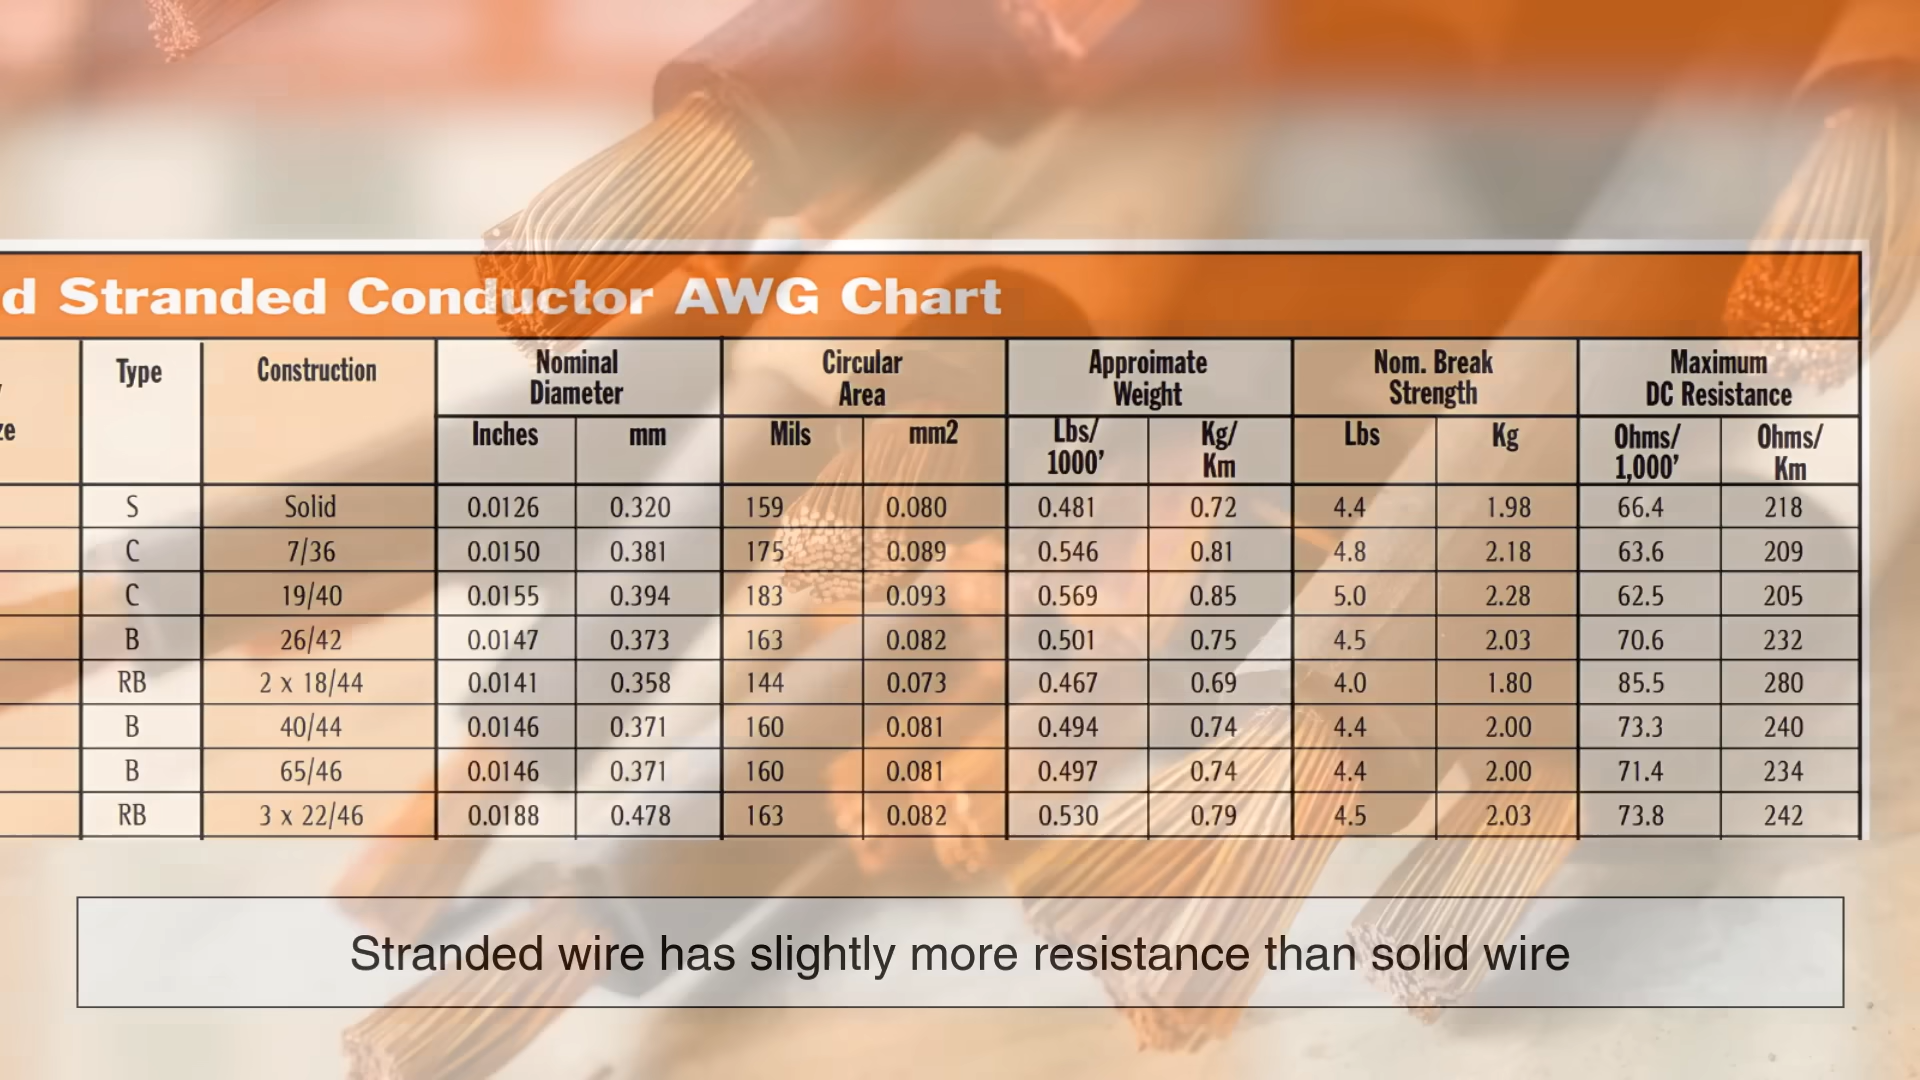 d Stranded Conductor AWG Chart
ze
Type
Construction
Nominal
Diameter
Circular
Area
Approimate
Weight
Nom. Break
Strength
Maximum
DC Resistance
Inches mm Mils mm2 Lbs/
1000’ Kg/
Km Lbs Kg Ohms/
1,000’ Ohms/
Km
S Solid 0.0126 0.320 159 0.080 0.481 0.72 4.4 1.98 66.4 218
C 7/36 0.0150 0.381 175 0.089 0.546 0.81 4.8 2.18 63.6 209
C 19/40 0.0155 0.394 183 0.093 0.569 0.85 5.0 2.28 62.5 205
B 26/42 0.0147 0.373 163 0.082 0.501 0.75 4.5 2.03 70.6 232
RB 2 x 18/44 0.0141 0.358 144 0.073 0.467 0.69 4.0 1.80 85.5 280
B 40/44 0.0146 0.371 160 0.081 0.494 0.74 4.4 2.00 73.3 240
B 65/46 0.0146 0.371 160 0.081 0.497 0.74 4.4 2.00 71.4 234
RB 3 x 22/46 0.0188 0.478 163 0.082 0.530 0.79 4.5 2.03 73.8 242
Stranded wire has slightly more resistance than solid wire